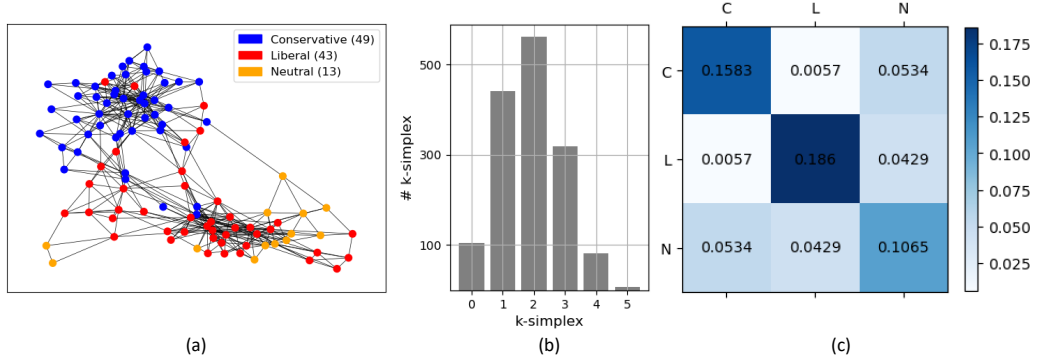 Conservative (49)
Liberal (43)
Neutral (13)
(a)
# k-simplex
500
300
100
0 1 2 3 4 5
k-simplex
(b)
C L N
C 0.1583 0.0057 0.0534
L 0.0057 0.186 0.0429
N 0.0534 0.0429 0.1065
C L N
0.175
0.150
0.125
0.100
0.075
0.050
0.025
(c)